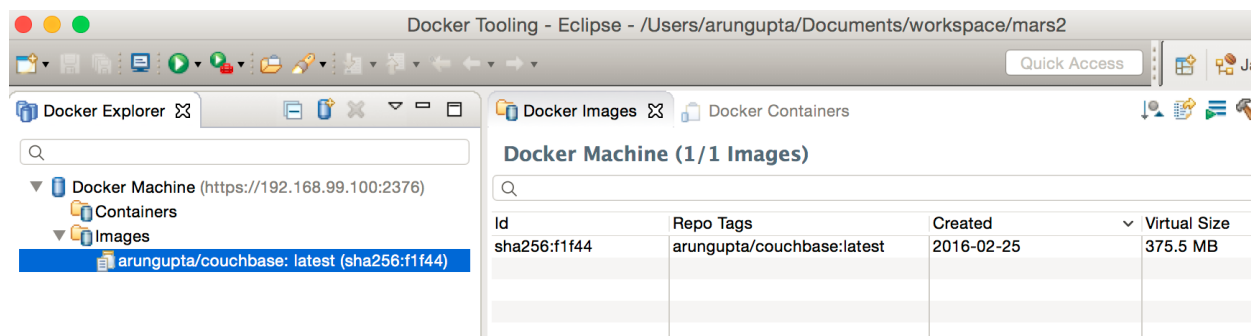 Docker Tooling - Eclipse - /Users/arungupta/Documents/workspace/mars2
Quick Access
Docker Explorer
Docker Machine (https://192.168.99.100:2376)
Containers
Images
arungupta/couchbase: latest (sha256:f1f44)
Docker Images Docker Containers
Docker Machine (1/1 Images)
Id Repo Tags Created Virtual Size
sha256:f1f44 arungupta/couchbase:latest 2016-02-25 375.5 MB